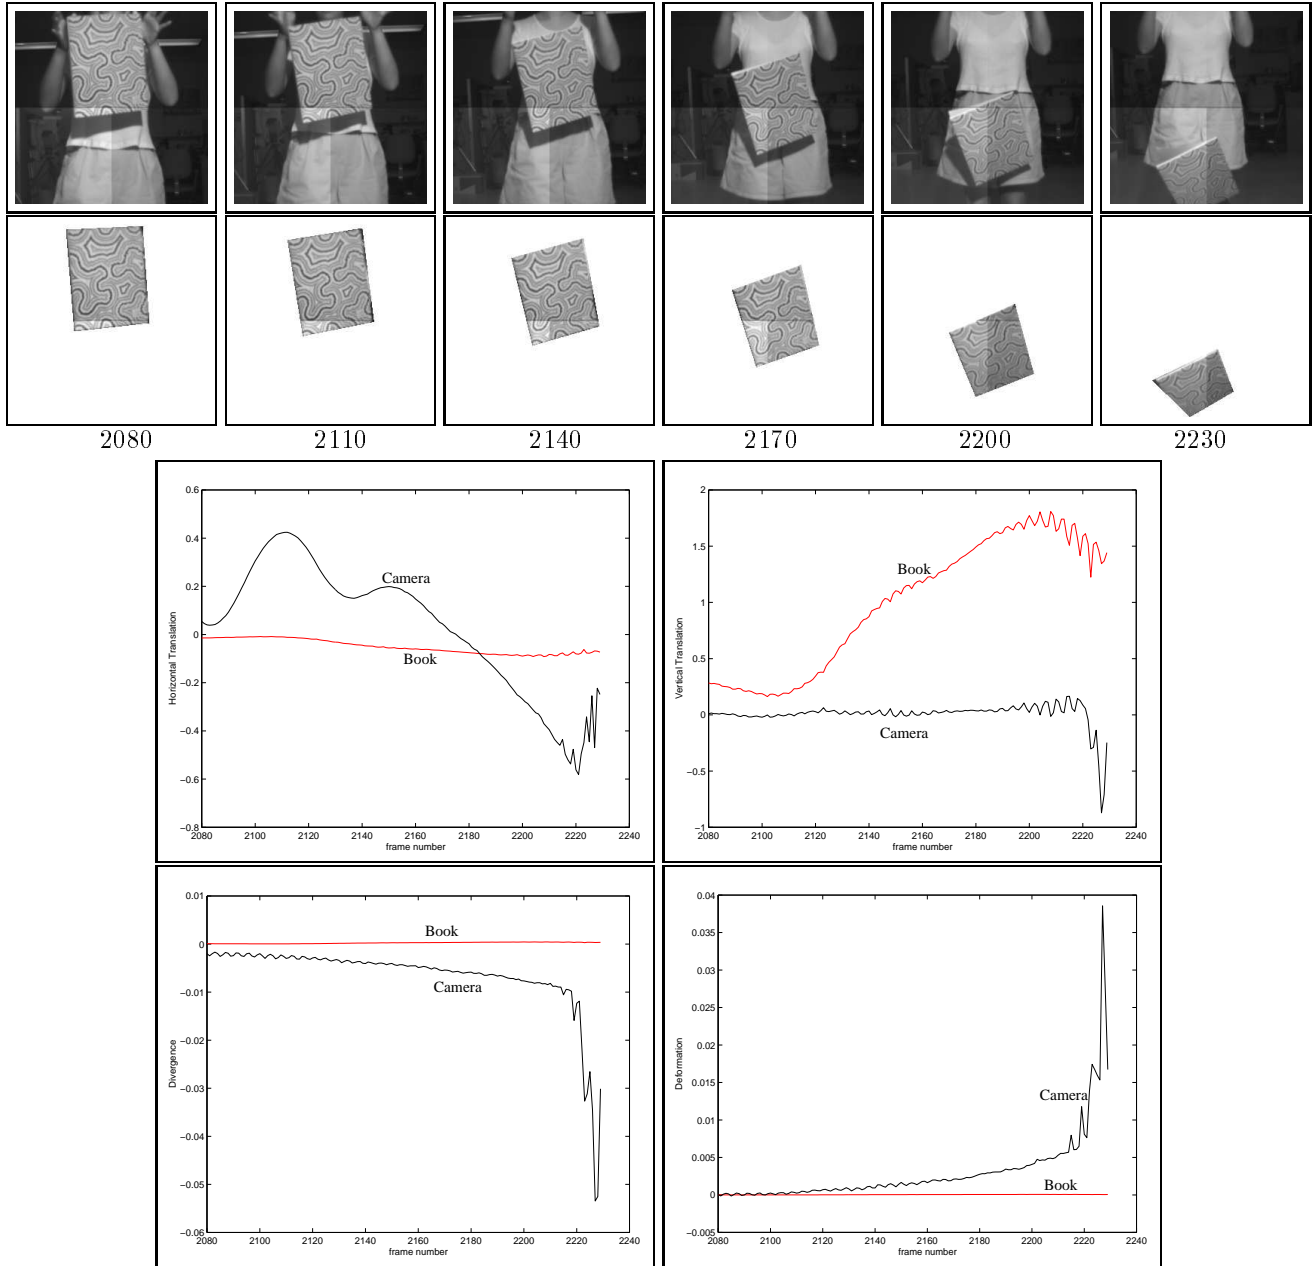 2080 2110 2140 2170 2200 2230
0.6
0.4
0.2
0
−0.2
−0.4
−0.6
−0.8
Horizontal Translation
Camera
Book
2080 2100 2120 2140 2160 2180 2200 2220 2240
frame number
2
1.5
1
0.5
0
−0.5
−1
Vertical Translation
Book
Camera
2080 2100 2120 2140 2160 2180 2200 2220 2240
frame number
0.01
0
−0.01
−0.02
−0.03
−0.04
−0.05
−0.06
Divergence
Book
Camera
2080 2100 2120 2140 2160 2180 2200 2220 2240
frame number
0.04
0.035
0.03
0.025
0.02
0.015
0.01
0.005
0
−0.005
Deformation
Camera
Book
2080 2100 2120 2140 2160 2180 2200 2220 2240
frame number